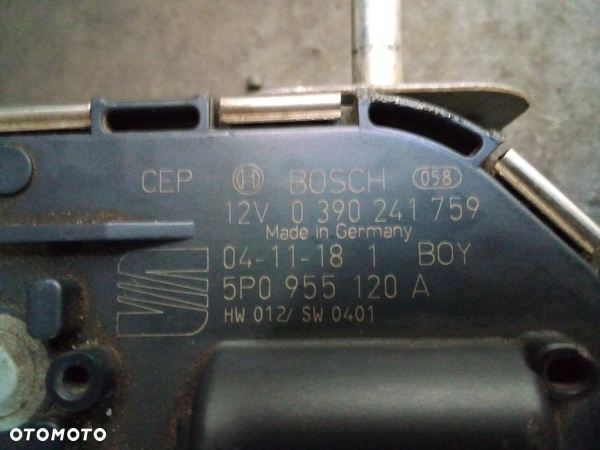 CEP BOSCH 058
12V 0 390 241 759
Made in Germany
04-11-18 1 BOY
5P0 955 120 A
HW 012/ SW 0401
OTOMOTO